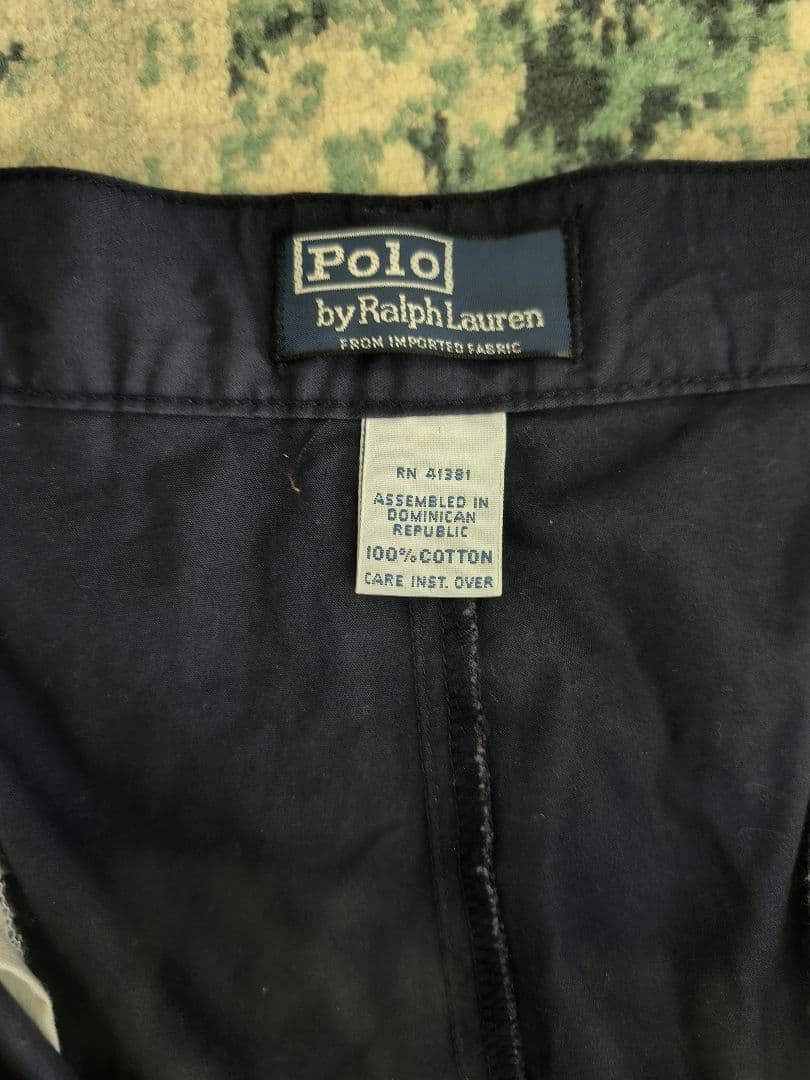 Polo
by Ralph Lauren
FROM IMPORTED FABRIC
RN 41381
ASSEMBLED IN
DOMINICAN
REPUBLIC
100% COTTON
CARE INST. OVER